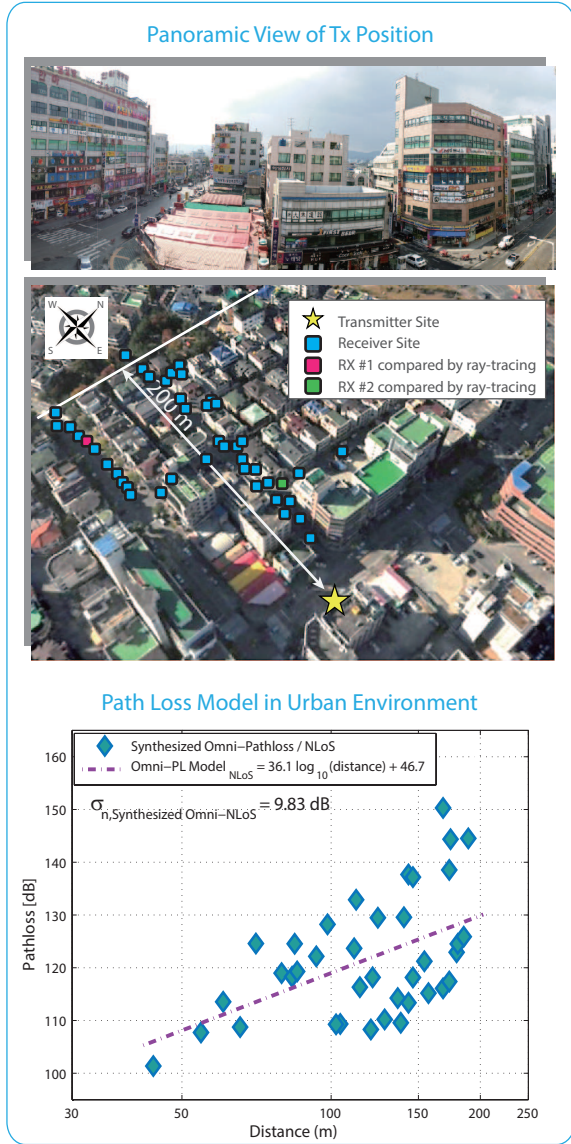 Panoramic View of Tx Position
W N
S E
Transmitter Site
Receiver Site
RX #1 compared by ray-tracing
RX #2 compared by ray-tracing
200 m
Path Loss Model in Urban Environment
Synthesized Omni-Pathloss / NLoS
Omni-PL Model NLoS = 36.1 log 10 (distance) + 46.7
σ n,Synthesized Omni-NLoS = 9.83 dB
Pathloss [dB]
160
150
140
130
120
110
100
30 50 100 150 200 250
Distance (m)